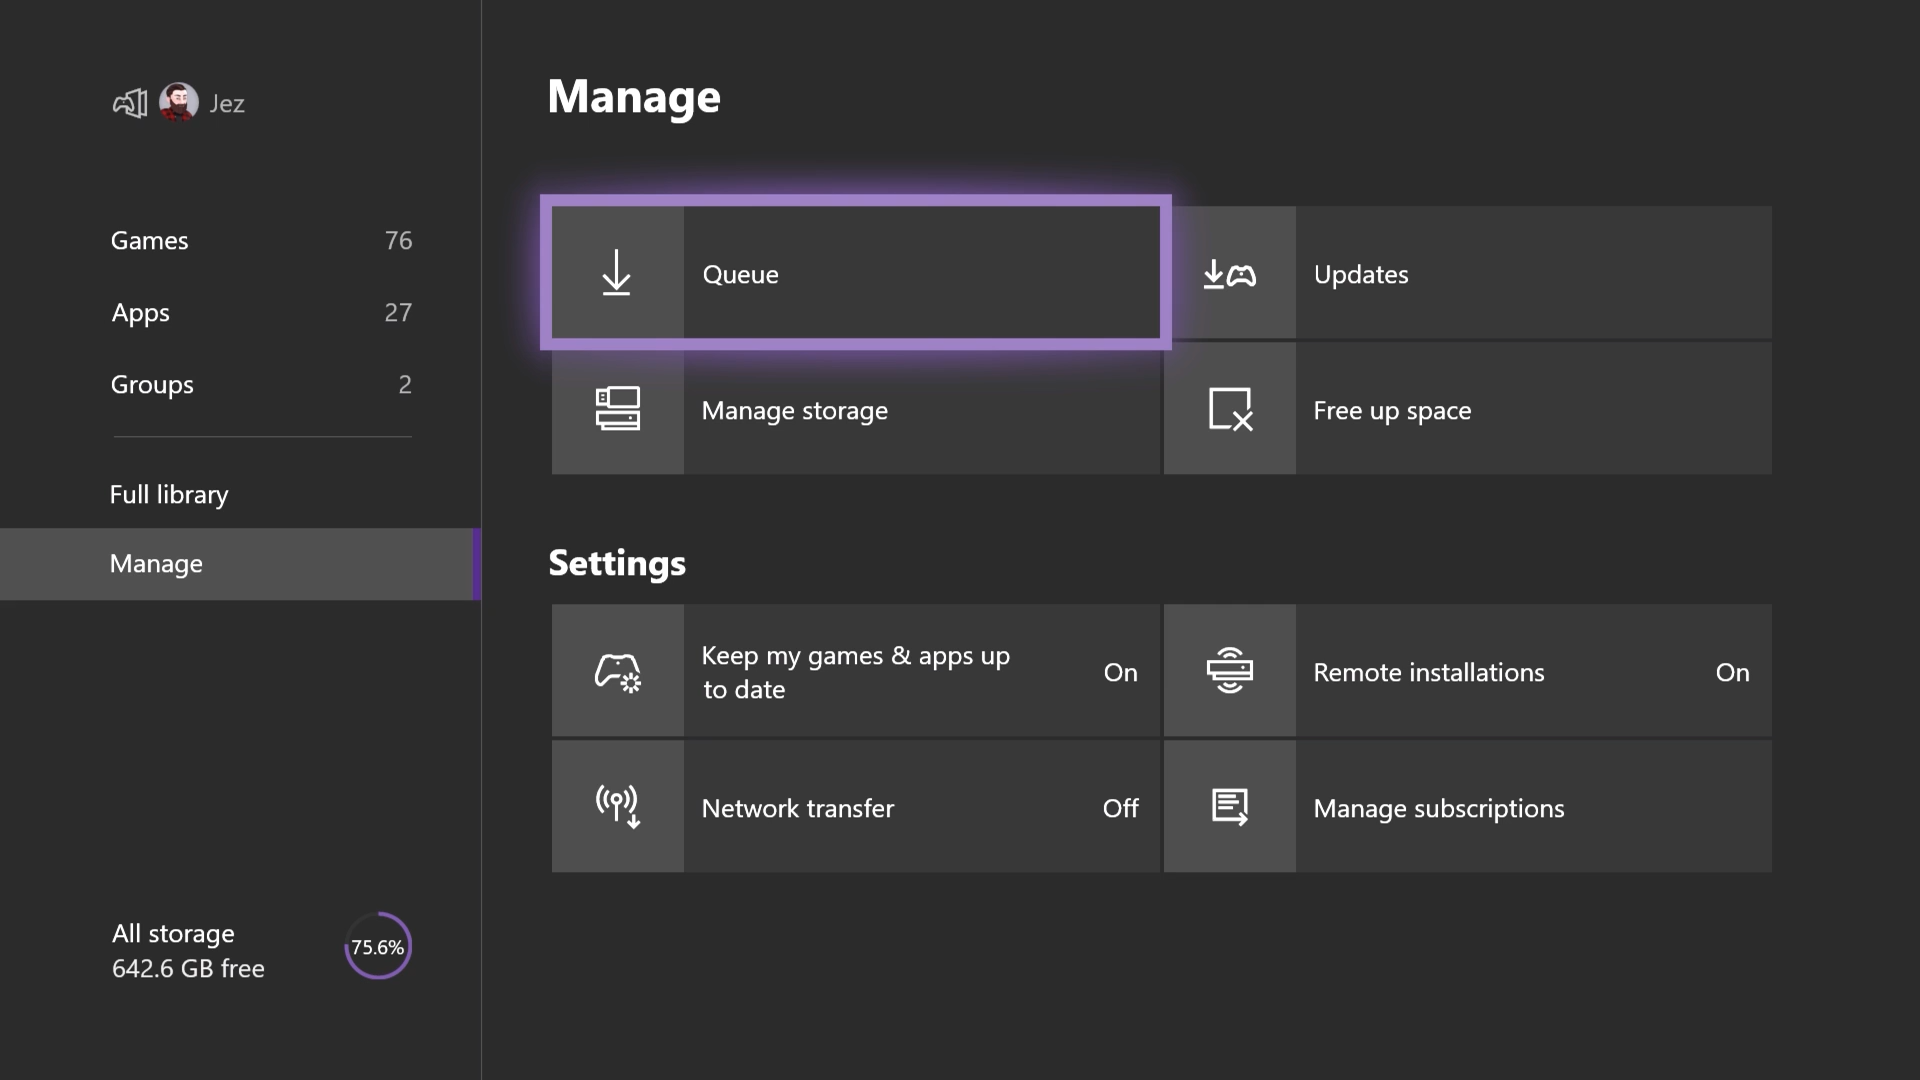 Jez
Games 76
Apps 27
Groups 2
Full library
Manage
All storage
642.6 GB free
75.6%
Manage
Queue
Updates
Manage storage
Free up space
Settings
Keep my games & apps up
to date
On
Remote installations
On
Network transfer
Off
Manage subscriptions